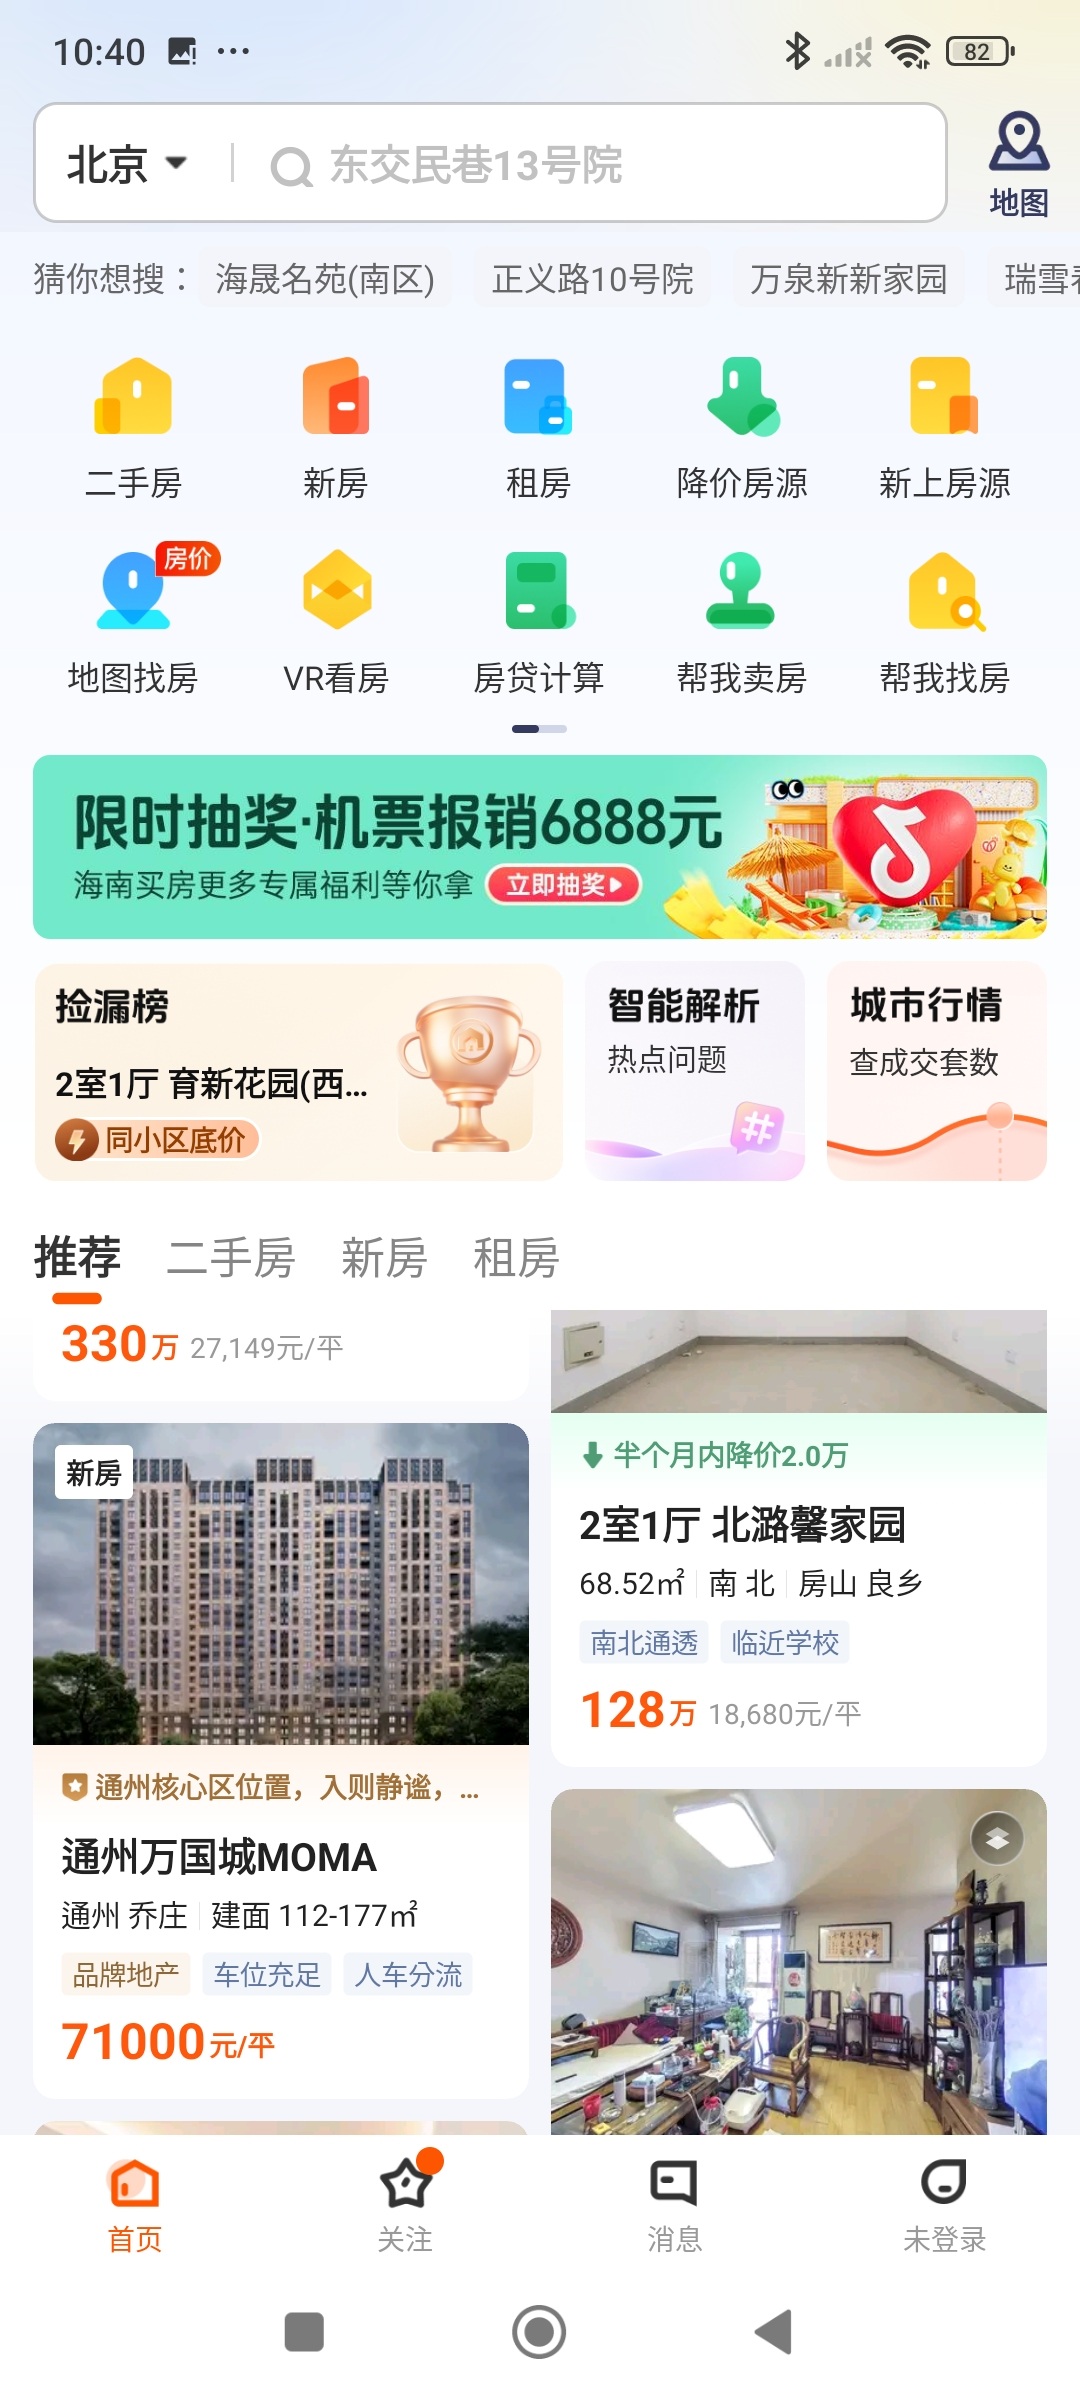 10:40
82
北京
东交民巷13号院
地图
猜你想搜：
海晟名苑(南区)
正义路10号院
万泉新新家园
瑞雪
二手房
新房
租房
降价房源
新上房源
房价
地图找房
VR看房
房贷计算
帮我卖房
帮我找房
限时抽奖·机票报销6888元
海南买房更多专属福利等你拿
立即抽奖
捡漏榜
2室1厅 育新花园(西...
同小区底价
智能解析
热点问题
城市行情
查成交套数
推荐
二手房
新房
租房
330万 27,149元/平
新房
通州核心区位置，入则静谧，...
通州万国城MOMA
通州 乔庄 建面 112-177㎡
品牌地产
车位充足
人车分流
71000元/平
半个月内降价2.0万
2室1厅 北潞馨家园
68.52㎡ 南 北 房山 良乡
南北通透
临近学校
128万 18,680元/平
首页
关注
消息
未登录